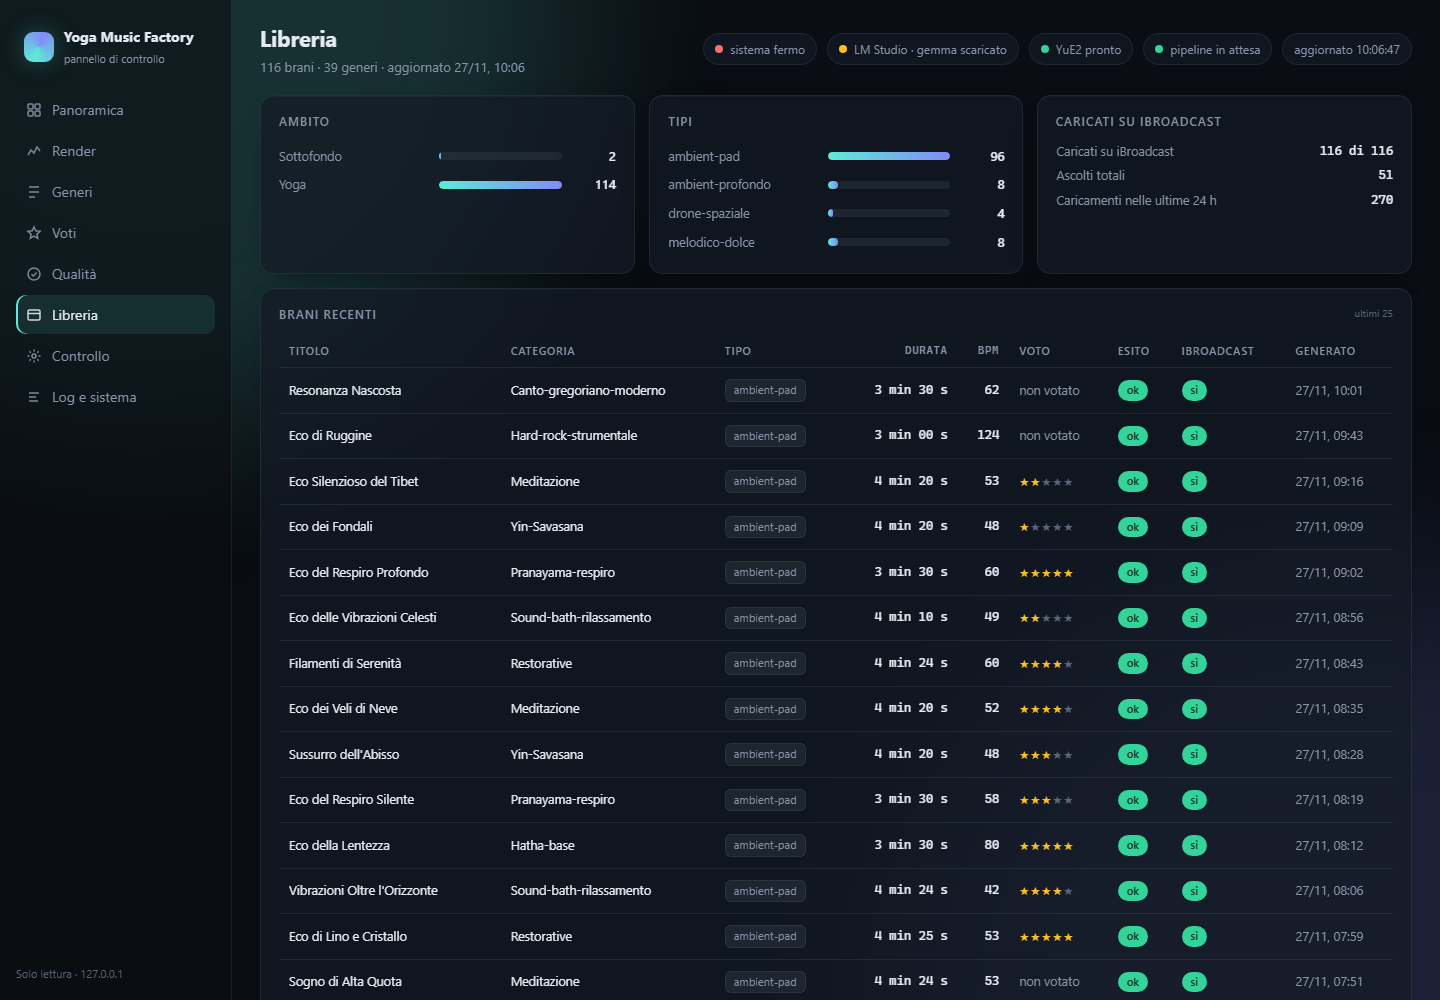 Yoga Music Factory
pannello di controllo
Panoramica
Render
Generi
Voti
Qualità
Libreria
Controllo
Log e sistema
Solo lettura · 127.0.0.1
Libreria
116 brani · 39 generi · aggiornato 27/11, 10:06
sistema fermo
LM Studio · gemma scaricato
YuE2 pronto
pipeline in attesa
aggiornato 10:06:47
AMBITO
Sottofondo 2
Yoga 114
TIPI
ambient-pad 96
ambient-profondo 8
drone-spaziale 4
melodico-dolce 8
CARICATI SU IBROADCAST
Caricati su iBroadcast 116 di 116
Ascolti totali 51
Caricamenti nelle ultime 24 h 270
BRANI RECENTI ultimi 25
TITOLO CATEGORIA TIPO DURATA BPM VOTO ESITO IBROADCAST GENERATO
Resonanza Nascosta Canto-gregoriano-moderno ambient-pad 3 min 30 s 62 non votato ok sì 27/11, 10:01
Eco di Ruggine Hard-rock-strumentale ambient-pad 3 min 00 s 124 non votato ok sì 27/11, 09:43
Eco Silenzioso del Tibet Meditazione ambient-pad 4 min 20 s 53 ★★★★★ ok sì 27/11, 09:16
Eco dei Fondali Yin-Savasana ambient-pad 4 min 20 s 48 ★★★★★ ok sì 27/11, 09:09
Eco del Respiro Profondo Pranayama-respiro ambient-pad 3 min 30 s 60 ★★★★★ ok sì 27/11, 09:02
Eco delle Vibrazioni Celesti Sound-bath-rilassamento ambient-pad 4 min 10 s 49 ★★★★★ ok sì 27/11, 08:56
Filamenti di Serenità Restorative ambient-pad 4 min 24 s 60 ★★★★★ ok sì 27/11, 08:43
Eco dei Veli di Neve Meditazione ambient-pad 4 min 20 s 52 ★★★★★ ok sì 27/11, 08:35
Sussurro dell'Abisso Yin-Savasana ambient-pad 4 min 20 s 48 ★★★★★ ok sì 27/11, 08:28
Eco del Respiro Silente Pranayama-respiro ambient-pad 3 min 30 s 58 ★★★★★ ok sì 27/11, 08:19
Eco della Lentezza Hatha-base ambient-pad 3 min 30 s 80 ★★★★★ ok sì 27/11, 08:12
Vibrazioni Oltre l'Orizzonte Sound-bath-rilassamento ambient-pad 4 min 24 s 42 ★★★★★ ok sì 27/11, 08:06
Eco di Lino e Cristallo Restorative ambient-pad 4 min 25 s 53 ★★★★★ ok sì 27/11, 07:59
Sogno di Alta Quota Meditazione ambient-pad 4 min 24 s 53 non votato ok sì 27/11, 07:51